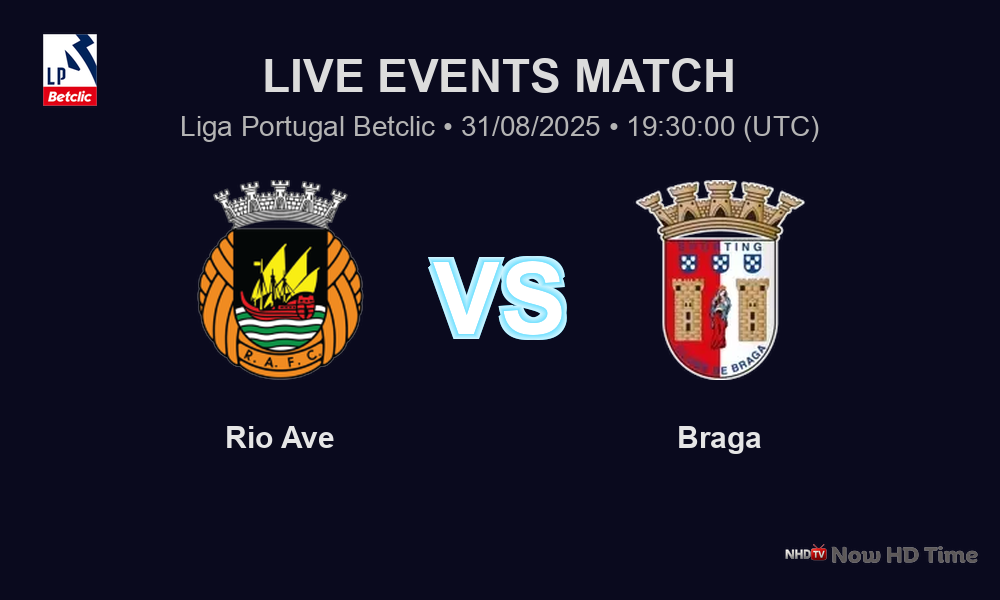 LP
Betclic
LIVE EVENTS MATCH
Liga Portugal Betclic • 31/08/2025 • 19:30:00 (UTC)
R. A. F. C.
VS
DE BRAGA
Rio Ave
Braga
NHD TV Now HD Time